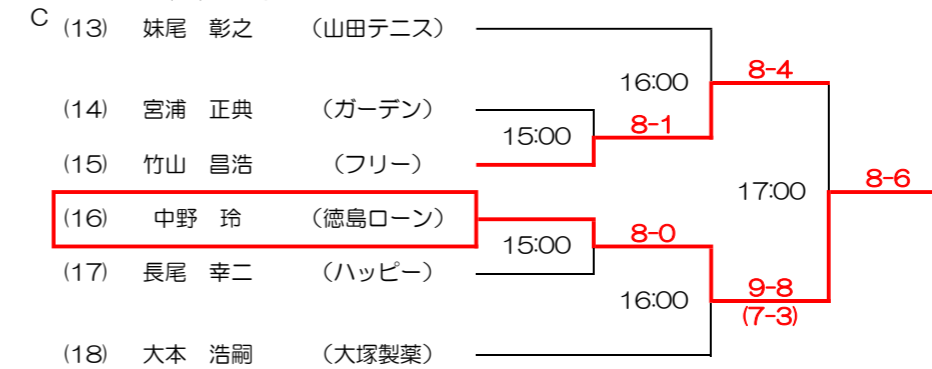 C
(13) 妹尾 彰之 (山田テニス)
16:00 8-4
(14) 宮浦 正典 (ガーデン)
15:00 8-1
(15) 竹山 昌浩 (フリー)
17:00 8-6
(16) 中野 玲 (徳島ローン)
15:00 8-0
(17) 長尾 幸二 (ハッピー)
16:00 9-8
(7-3)
(18) 大本 浩嗣 (大塚製薬)